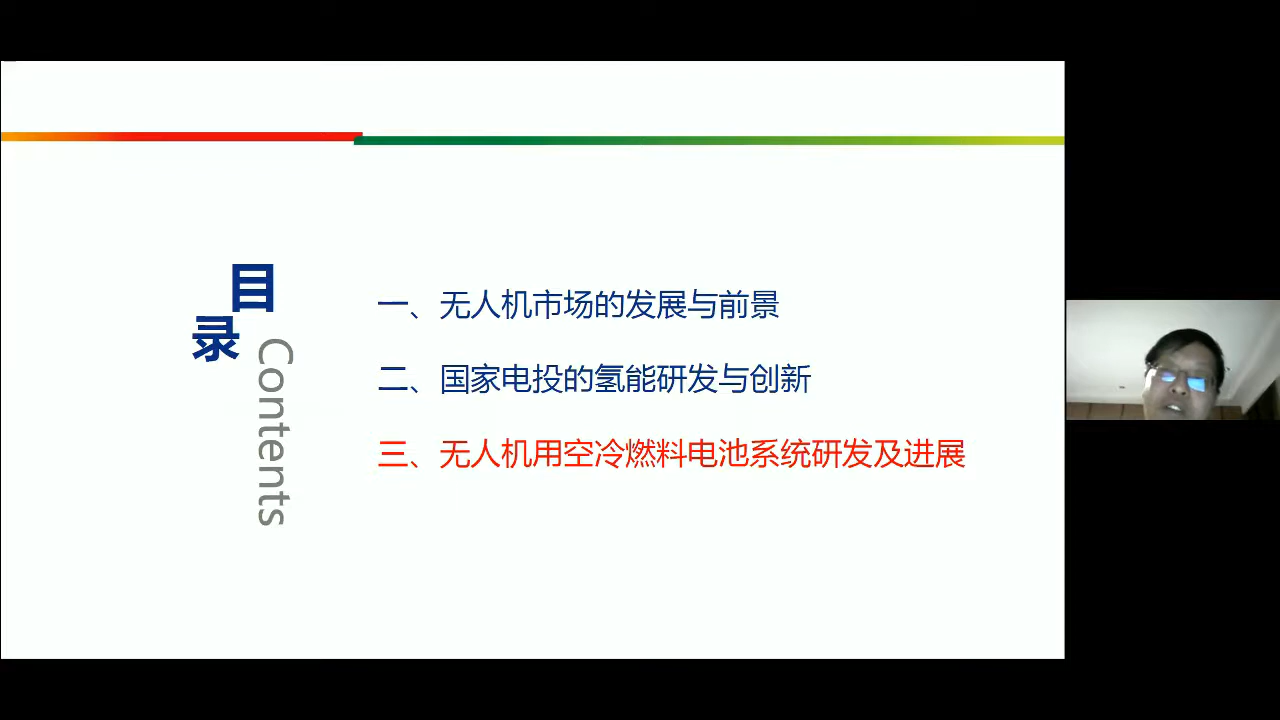 目录
Contents
一、无人机市场的发展与前景
二、国家电投的氢能研发与创新
三、无人机用空冷燃料电池系统研发及进展